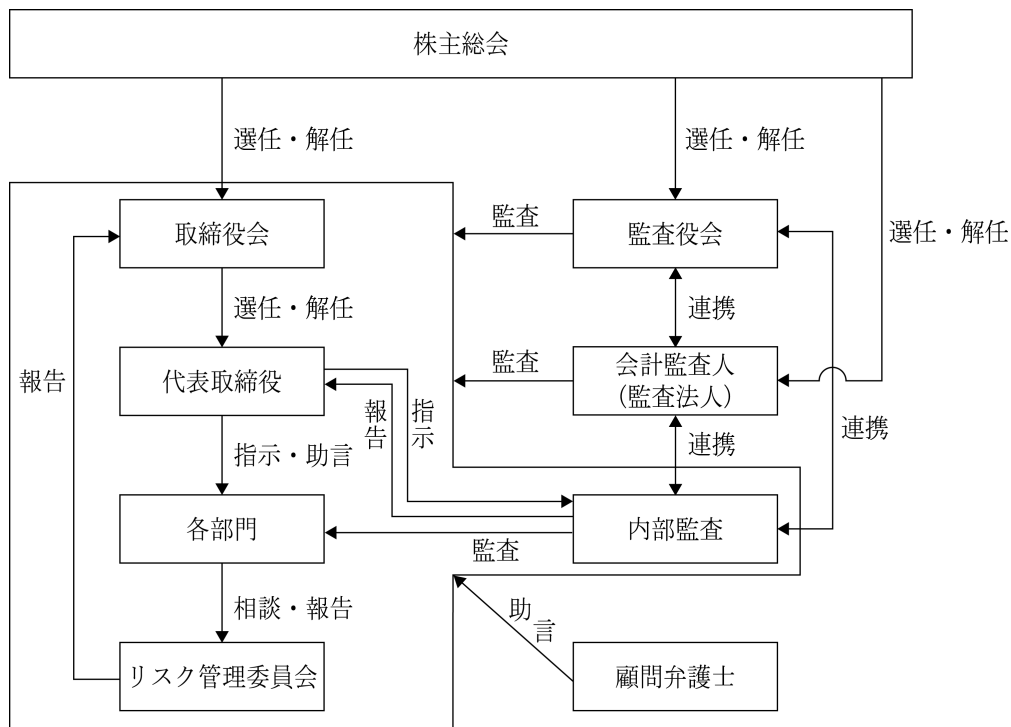 株主総会
選任・解任
選任・解任
選任・解任
取締役会
監査
監査役会
選任・解任
連携
報告
代表取締役
監査
会計監査人
(監査法人)
報告
指示
連携
連携
指示・助言
各部門
監査
内部監査
相談・報告
助言
リスク管理委員会
顧問弁護士